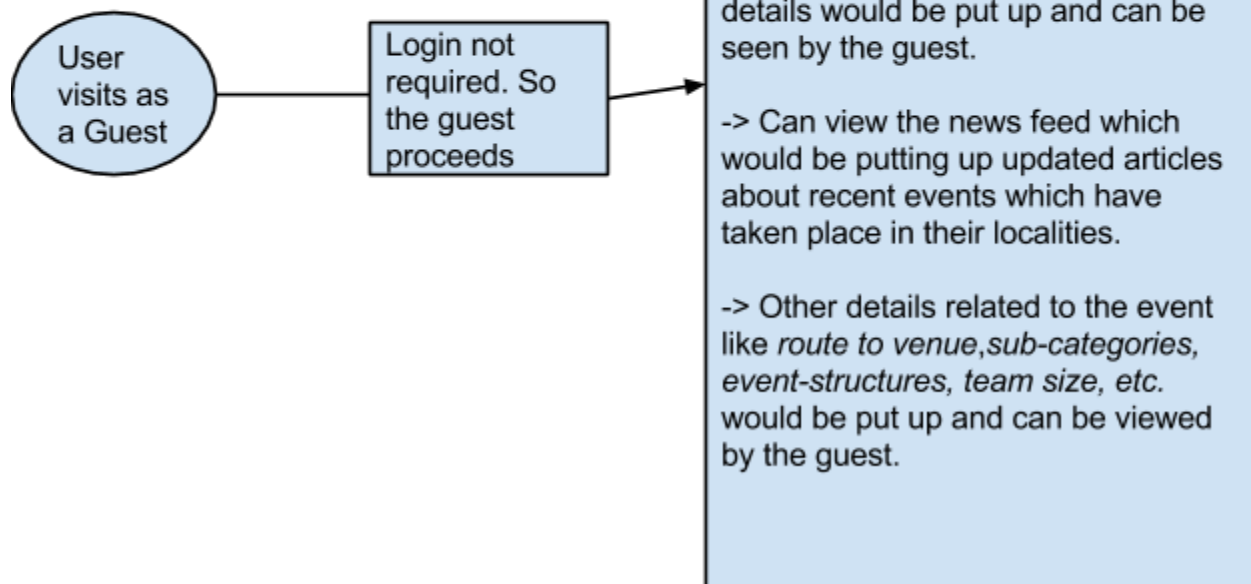 User
visits as
a Guest
Login not
required. So
the guest
proceeds
details would be put up and can be
seen by the guest.
-> Can view the news feed which
would be putting up updated articles
about recent events which have
taken place in their localities.
-> Other details related to the event
like route to venue,sub-categories,
event-structures, team size, etc.
would be put up and can be viewed
by the guest.